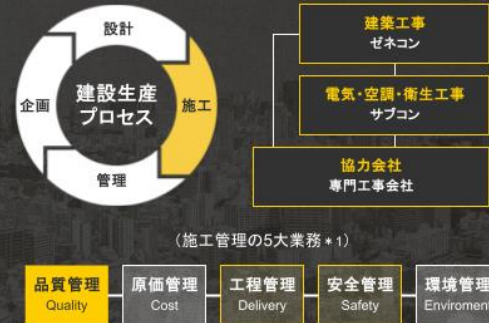 設計
企画
建設生産
プロセス
施工
管理
建築工事
ゼネコン
電気・空調・衛生工事
サブコン
協力会社
専門工事会社
（施工管理の5大業務＊1）
品質管理
Quality
原価管理
Cost
工程管理
Delivery
安全管理
Safety
環境管理
Enviroment